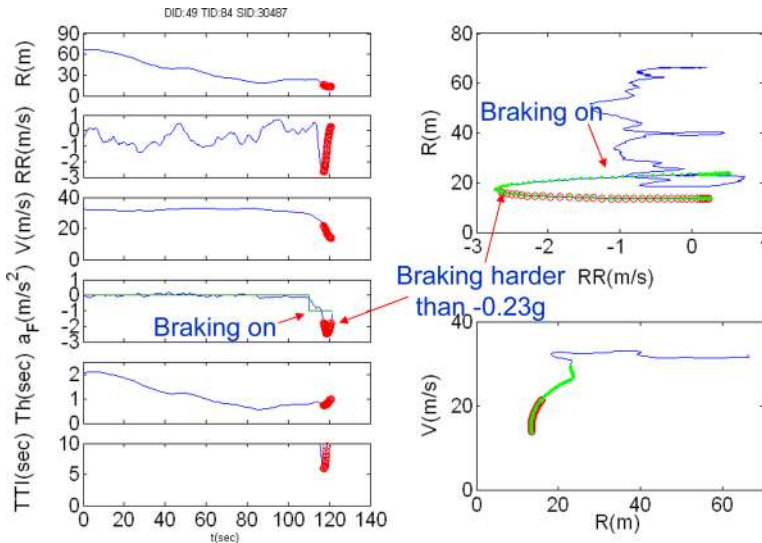 DID:49 TID:84 SID:30487
R(m)
90
60
30
0
RR(m/s)
1
0
-1
-2
-3
V(m/s)
40
20
0
a_F(m/s^2)
1
0
-1
-2
-3
Braking on
Th(sec)
2
1
0
TTI(sec)
10
5
0
0 20 40 60 80 100 120 140
t(sec)
R(m)
80
60
40
20
0
Braking on
-3 -2 -1 0
RR(m/s)
Braking harder
than -0.23g
V(m/s)
40
20
0
0 20 40 60
R(m)